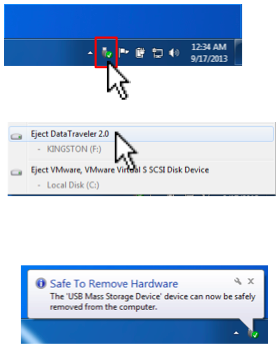 12:34 AM
9/17/2013
Eject DataTraveler 2.0
- KINGSTON (F:)
Eject VMware, VMware Virtual S SCSI Disk Device
- Local Disk (C:)
Safe To Remove Hardware
The 'USB Mass Storage Device' device can now be safely
removed from the computer.